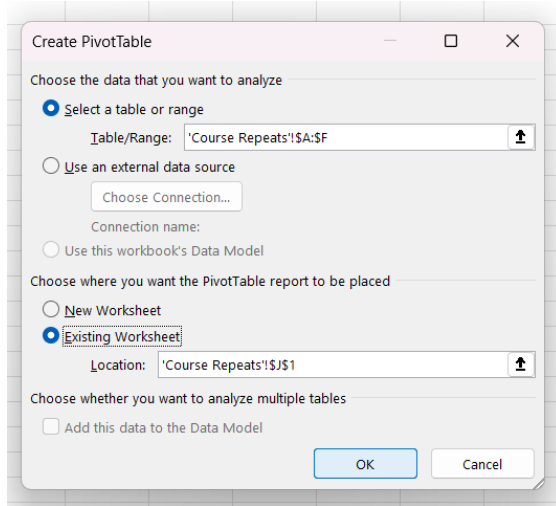 Create PivotTable
Choose the data that you want to analyze
Select a table or range
Table/Range: 'Course Repeats'!$A:$F
Use an external data source
Choose Connection...
Connection name:
Use this workbook's Data Model
Choose where you want the PivotTable report to be placed
New Worksheet
Existing Worksheet
Location: 'Course Repeats'!$J$1
Choose whether you want to analyze multiple tables
Add this data to the Data Model
OK Cancel